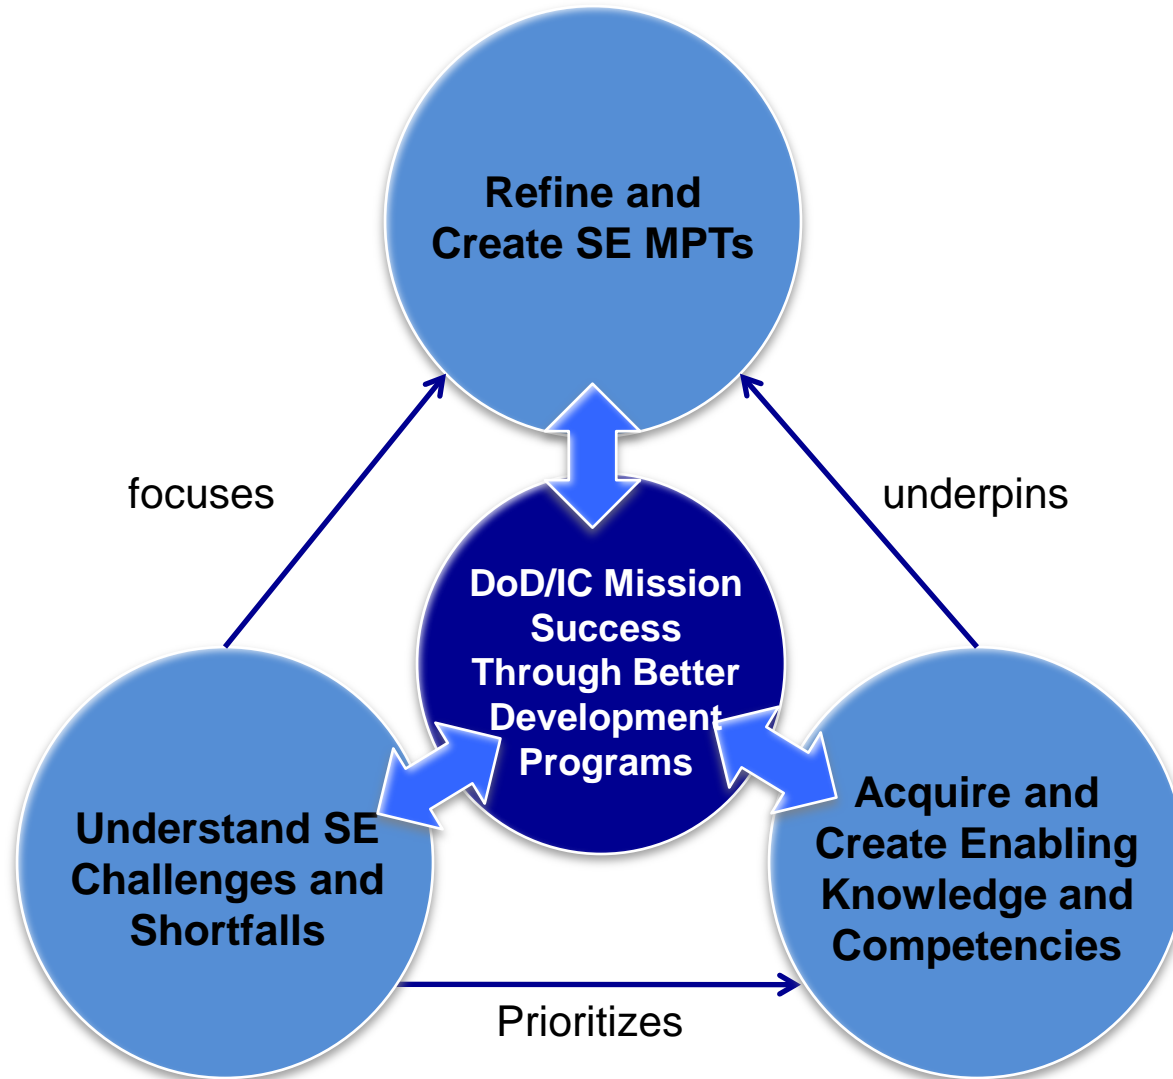 Refine and
Create SE MPTs
focuses
underpins
DoD/IC Mission
Success
Through Better
Development
Programs
Understand SE
Challenges and
Shortfalls
Acquire and
Create Enabling
Knowledge and
Competencies
Prioritizes